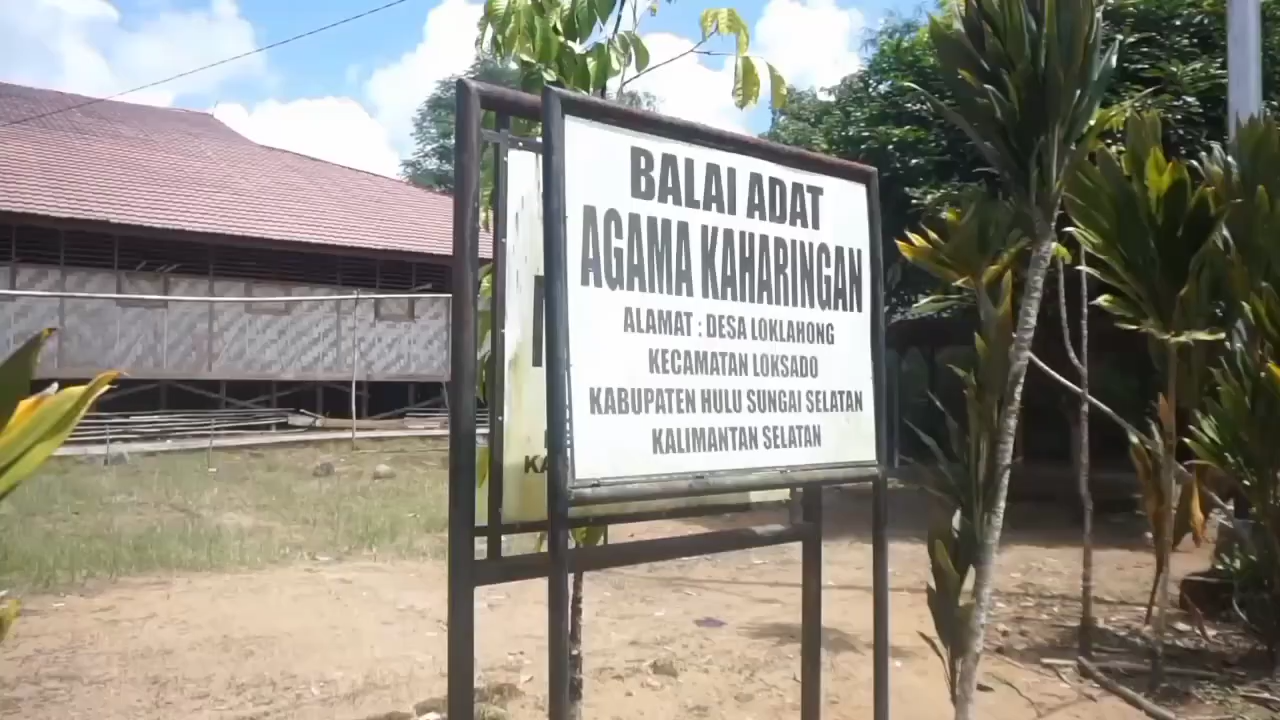 BALAI ADAT
AGAMA KAHARINGAN
ALAMAT : DESA LOKLAHONG
KECAMATAN LOKSADO
KABUPATEN HULU SUNGAI SELATAN
KALIMANTAN SELATAN